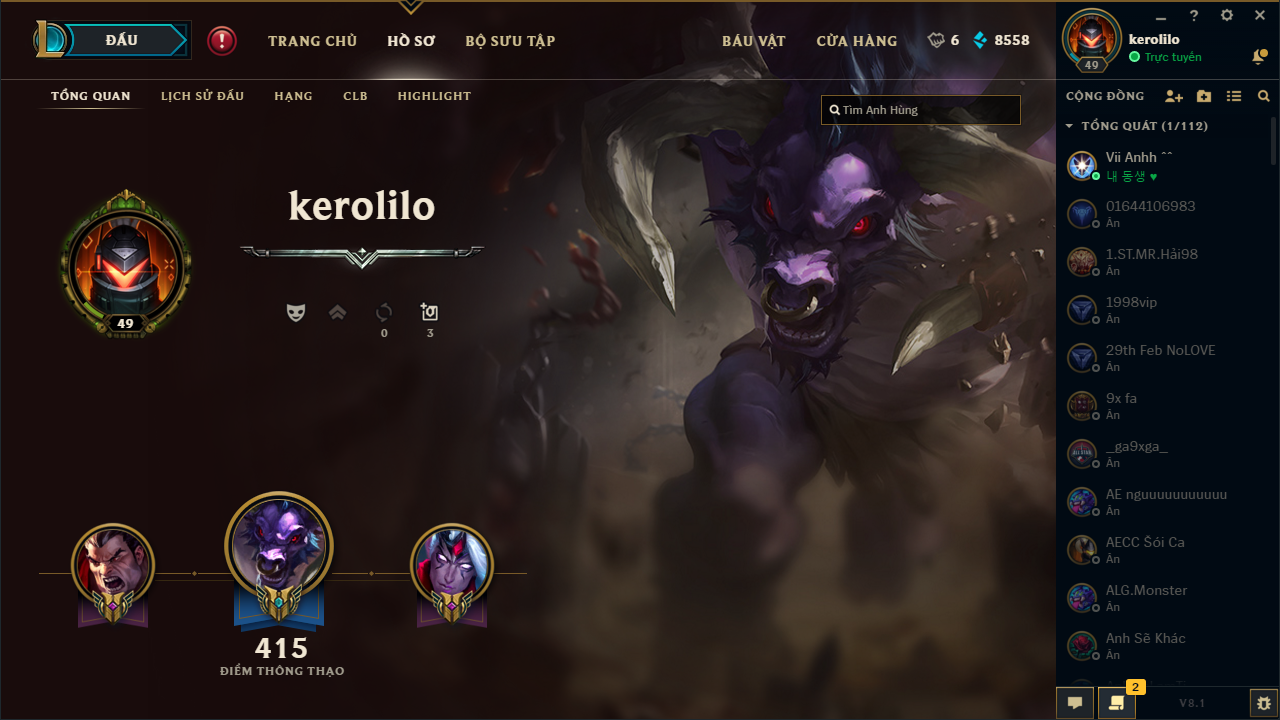 ĐẤU
TRANG CHỦ
HỒ SƠ
BỘ SƯU TẬP
BÁU VẬT
CỬA HÀNG
6
8558
kerolilo
Trực tuyến
49
TỔNG QUAN
LỊCH SỬ ĐẤU
HẠNG
CLB
HIGHLIGHT
Tìm Anh Hùng
kerolilo
49
0
3
415
ĐIỂM THÔNG THẠO
CỘNG ĐỒNG
TỔNG QUÁT (1/112)
Vii Anhh ^^
내 동생 ♥
01644106983
Ẩn
1.ST.MR.Hải98
Ẩn
1998vip
Ẩn
29th Feb NoLOVE
Ẩn
9x fa
Ẩn
_ga9xga_
Ẩn
AE nguuuuuuuuuuu
Ẩn
AECC Šói Ca
Ẩn
ALG.Monster
Ẩn
Anh Sẽ Khác
Ẩn
2
V8.1